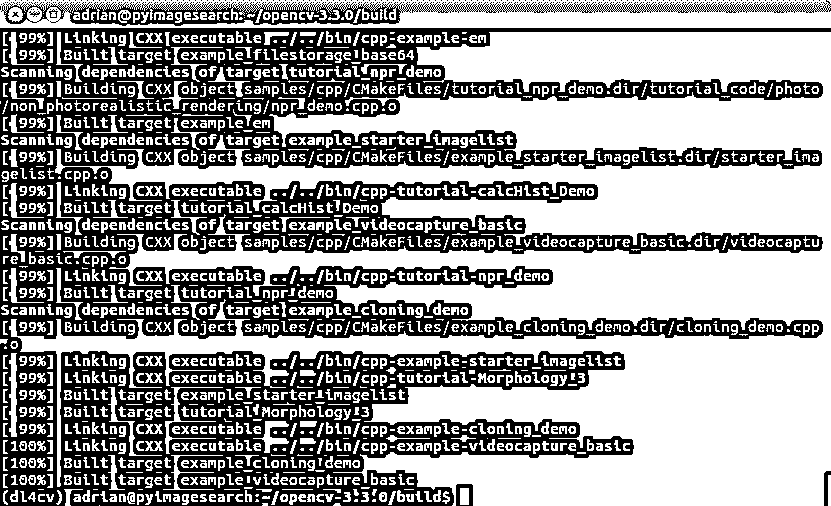 adrian@pyimagesearch: ~/opencv-3.3.0/build
[ 99%] Linking CXX executable ../../bin/cpp-example-em
[ 99%] Built target example_filestorage_base64
Scanning dependencies of target tutorial_npr_demo
[ 99%] Building CXX object samples/cpp/CMakeFiles/tutorial_npr_demo.dir/tutorial_code/photo
/non_photorealistic_rendering/npr_demo.cpp.o
[ 99%] Built target example_em
Scanning dependencies of target example_starter_imagelist
[ 99%] Building CXX object samples/cpp/CMakeFiles/example_starter_imagelist.dir/starter_ima
gelist.cpp.o
[ 99%] Linking CXX executable ../../bin/cpp-tutorial-calcHist_Demo
[ 99%] Built target tutorial_calcHist_Demo
Scanning dependencies of target example_videocapture_basic
[ 99%] Building CXX object samples/cpp/CMakeFiles/example_videocapture_basic.dir/videocaptu
re_basic.cpp.o
[ 99%] Linking CXX executable ../../bin/cpp-tutorial-npr_demo
[ 99%] Built target tutorial_npr_demo
Scanning dependencies of target example_cloning_demo
[ 99%] Building CXX object samples/cpp/CMakeFiles/example_cloning_demo.dir/cloning_demo.cpp
.o
[ 99%] Linking CXX executable ../../bin/cpp-example-starter_imagelist
[ 99%] Linking CXX executable ../../bin/cpp-tutorial-Morphology_3
[ 99%] Built target example_starter_imagelist
[ 99%] Built target tutorial_Morphology_3
[ 99%] Linking CXX executable ../../bin/cpp-example-cloning_demo
[100%] Linking CXX executable ../../bin/cpp-example-videocapture_basic
[100%] Built target example_cloning_demo
[100%] Built target example_videocapture_basic
(dl4cv) adrian@pyimagesearch:~/opencv-3.3.0/build$